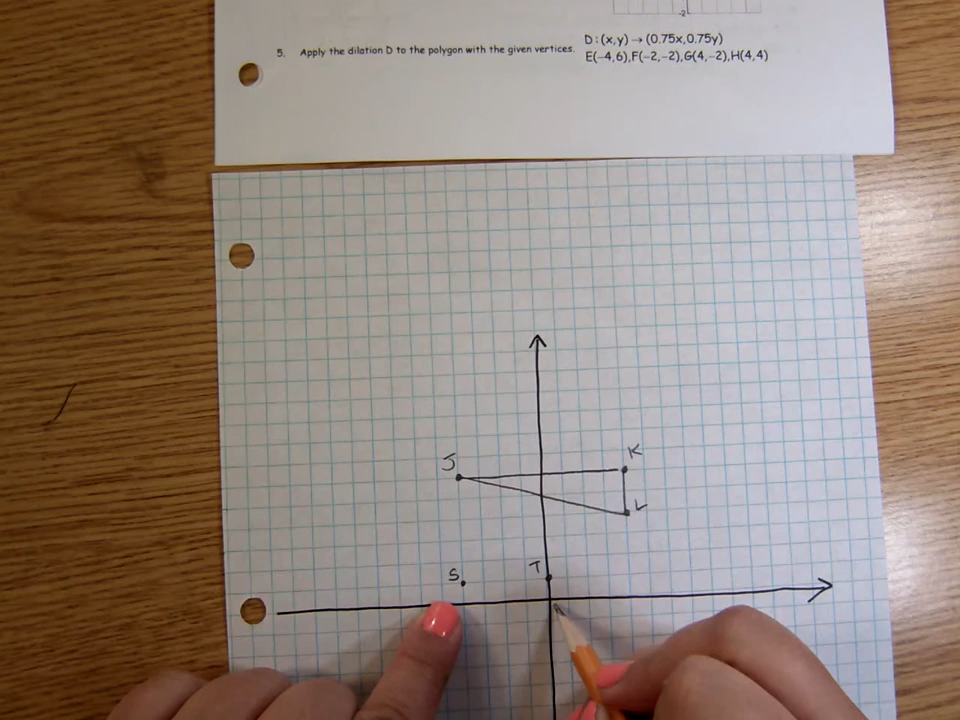 -2
5. Apply the dilation D to the polygon with the given vertices.
D:(x,y)→(0.75x,0.75y)
E(-4,6),F(-2,-2),G(4,-2),H(4,4)
J
K
L
S
T